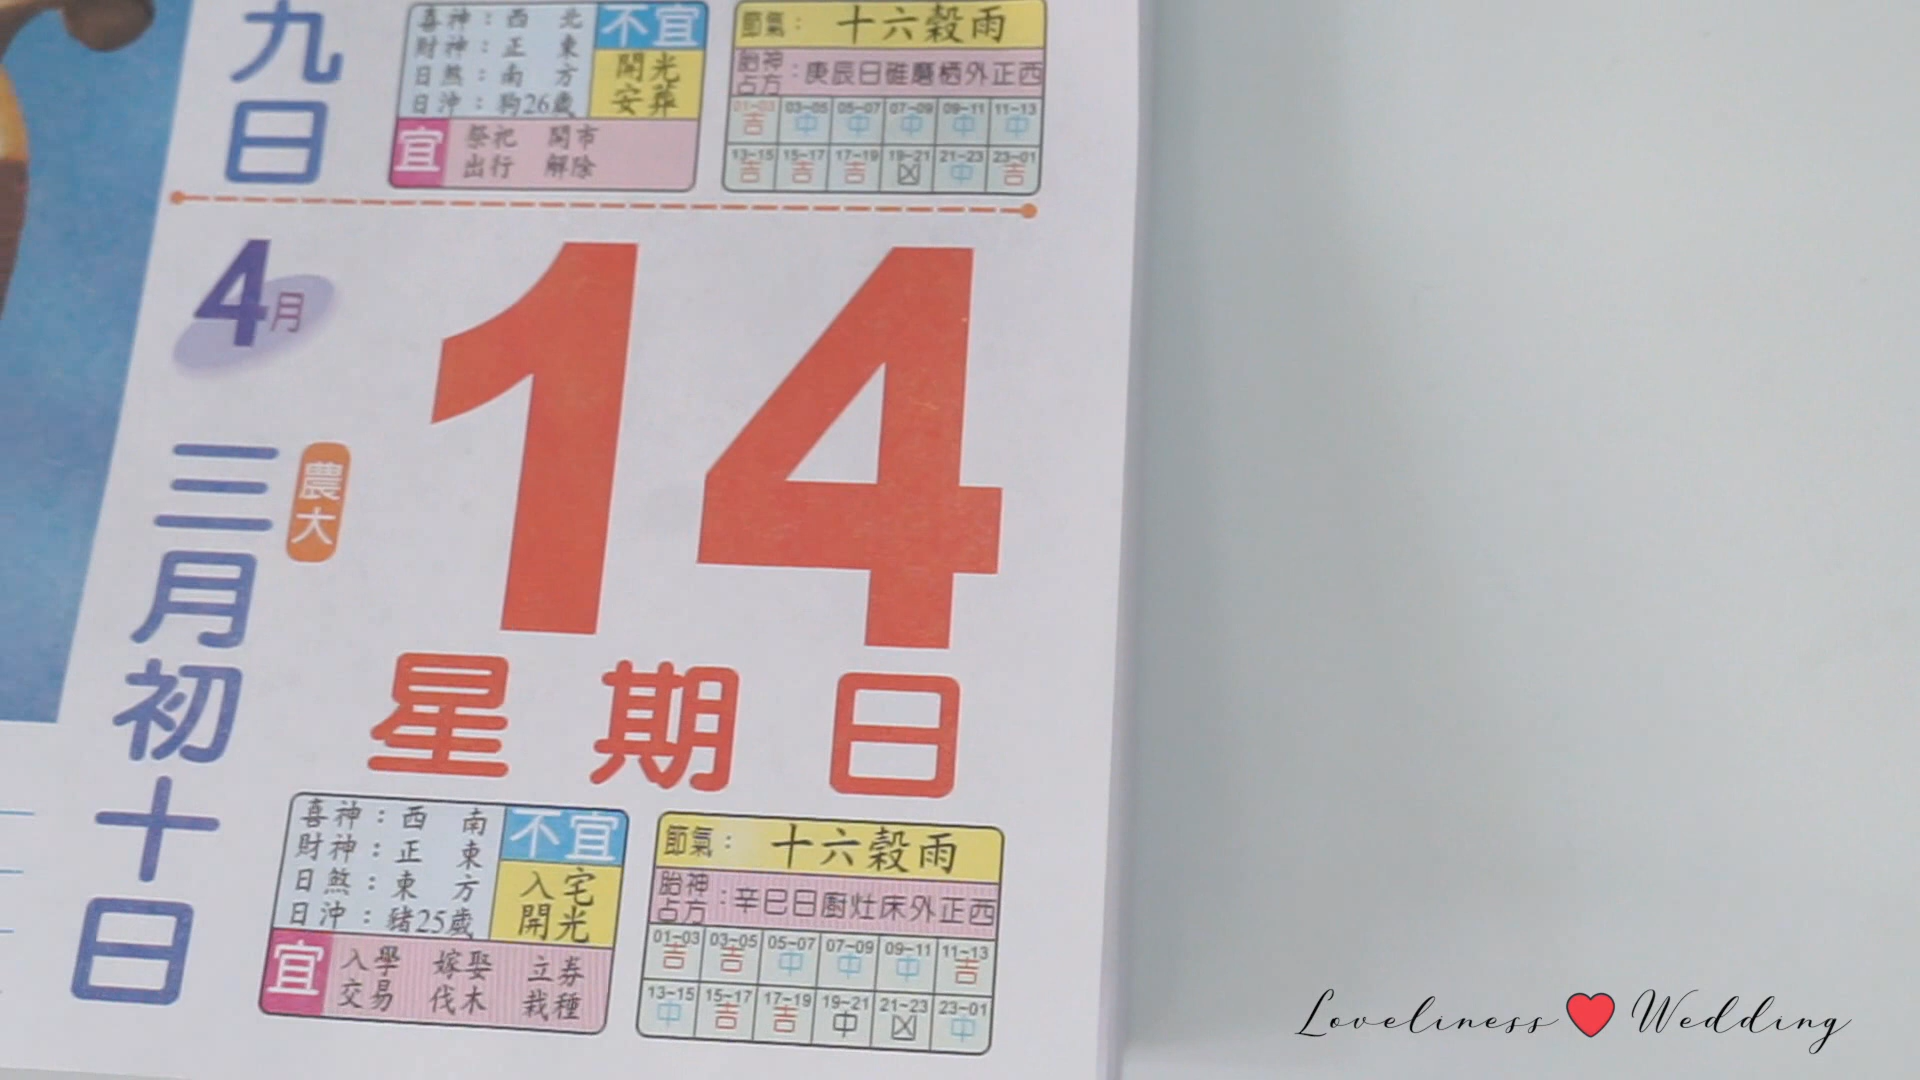 九日
喜神：西北
財神：正東
日煞：南方
日沖：狗26歲
不宜
開光
安葬
宜
祭祀 開市
出行 解除
節氣：十六穀雨
胎神占方：庚辰日碓磨栖外正西
01~03 03~05 05~07 07~09 09~11 11~13
吉 中 中 中 中 中
13~15 15~17 17~19 19~21 21~23 23~01
吉 吉 吉 凶 中 吉
4月
14
農大
三月初十日
星期日
喜神：西南
財神：正東
日煞：東方
日沖：豬25歲
不宜
入宅
開光
宜
入學 嫁娶 立券
交易 伐木 栽種
節氣：十六穀雨
胎神占方：辛巳日廚灶床外正西
01~03 03~05 05~07 07~09 09~11 11~13
吉 吉 中 中 中 吉
13~15 15~17 17~19 19~21 21~23 23~01
中 吉 吉 中 凶 中
Loveliness Wedding